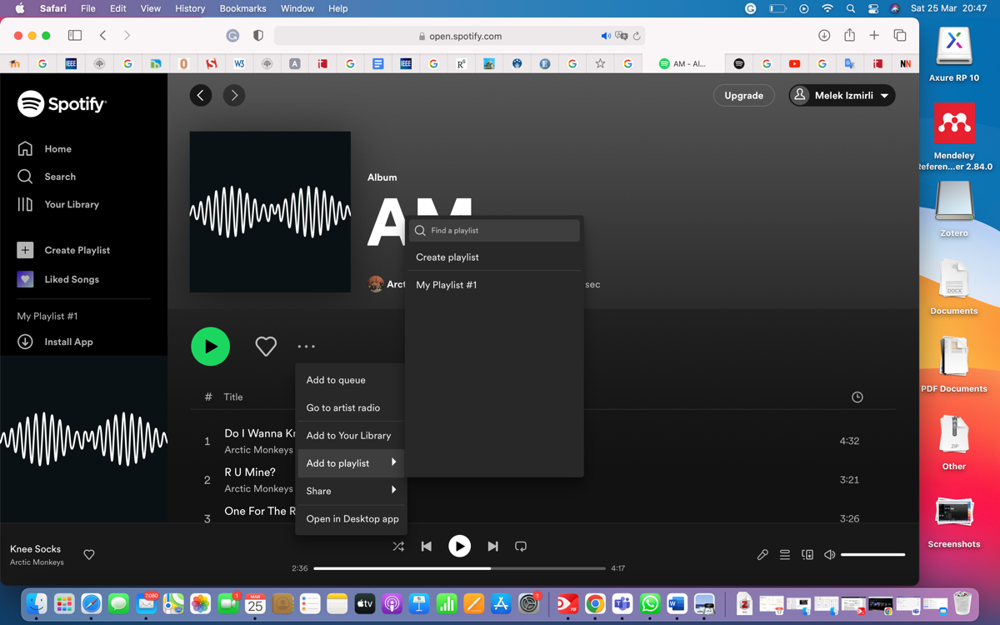 Safari File Edit View History Bookmarks Window Help Sat 25 Mar 20:47
open.spotify.com
IEEE W3 A IEEE R⁶ E AM - Al... NN
Spotify
Home
Search
Your Library
Create Playlist
Liked Songs
My Playlist #1
Install App
Upgrade Melek Izmirli
Album
AM
Arct
sec
Find a playlist
Create playlist
My Playlist #1
Add to queue
Go to artist radio
Add to Your Library
Add to playlist
Share
Open in Desktop app
# Title
1 Do I Wanna Kn 4:32
Arctic Monkeys
2 R U Mine? 3:21
Arctic Monkeys
3 One For The R 3:26
Knee Socks
Arctic Monkeys
2:36 4:17
Axure RP 10
Mendeley
Referen...er 2.84.0
Zotero
DOCX
Documents
PDF Documents
ZIP
Other
Screenshots
7,080 1 MAR 25 tv 1